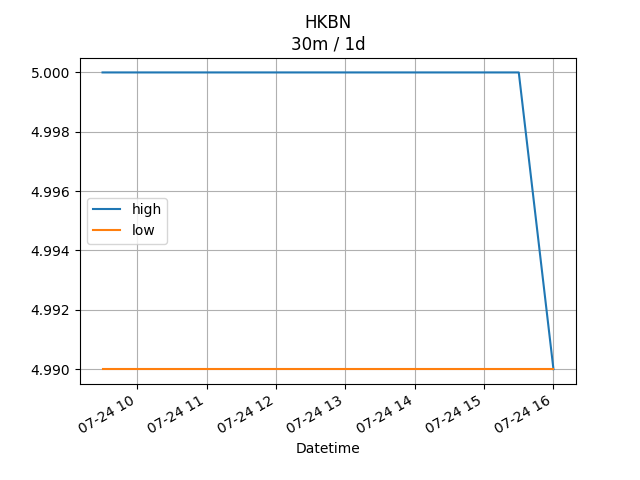 HKBN
30m / 1d
5.000
4.998
4.996
4.994
4.992
4.990
high
low
07-24 10
07-24 11
07-24 12
07-24 13
07-24 14
07-24 15
07-24 16
Datetime